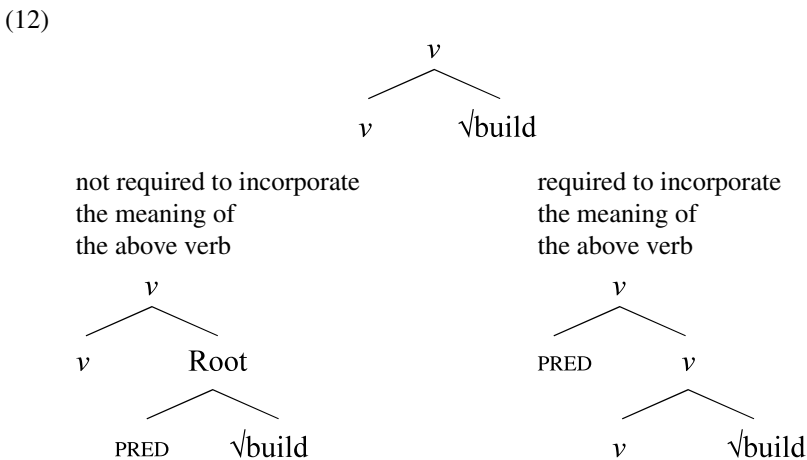 (12)
v
v √build
not required to incorporate
the meaning of
the above verb
v
v Root
PRED √build
required to incorporate
the meaning of
the above verb
v
PRED v
v √build